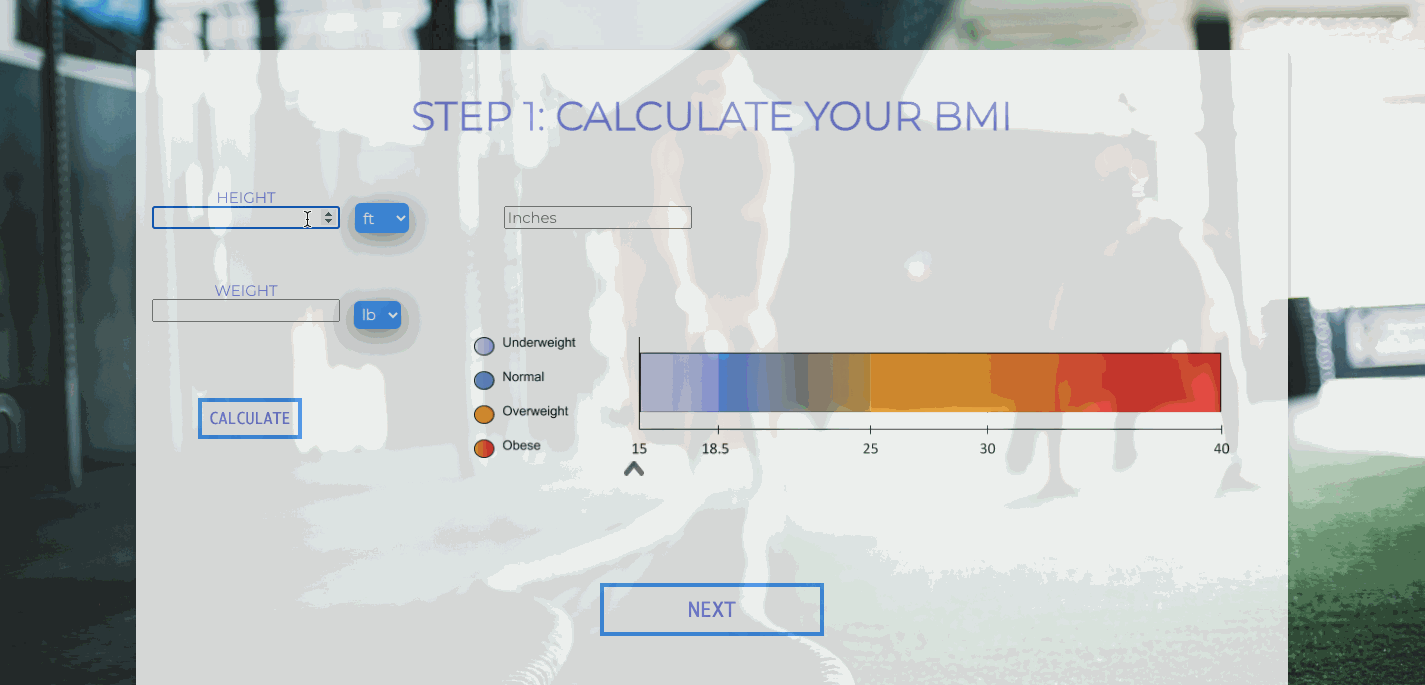 STEP 1: CALCULATE YOUR BMI
HEIGHT
ft
Inches
WEIGHT
lb
Underweight
Normal
Overweight
Obese
CALCULATE
15 18.5 25 30 40
NEXT